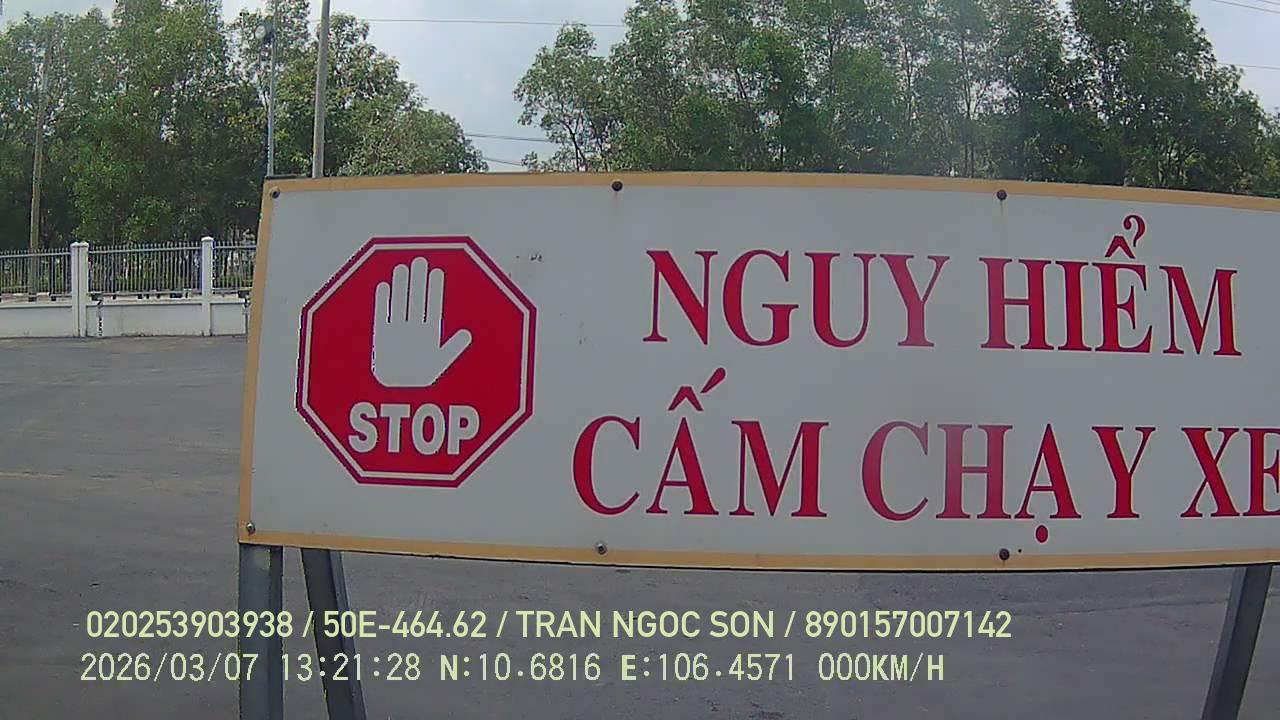 STOP
NGUY HIỂM
CẤM CHẠY XE
020253903938 / 50E-464.62 / TRAN NGOC SON / 890157007142
2026/03/07 13:21:28 N:10.6816 E:106.4571 000KM/H